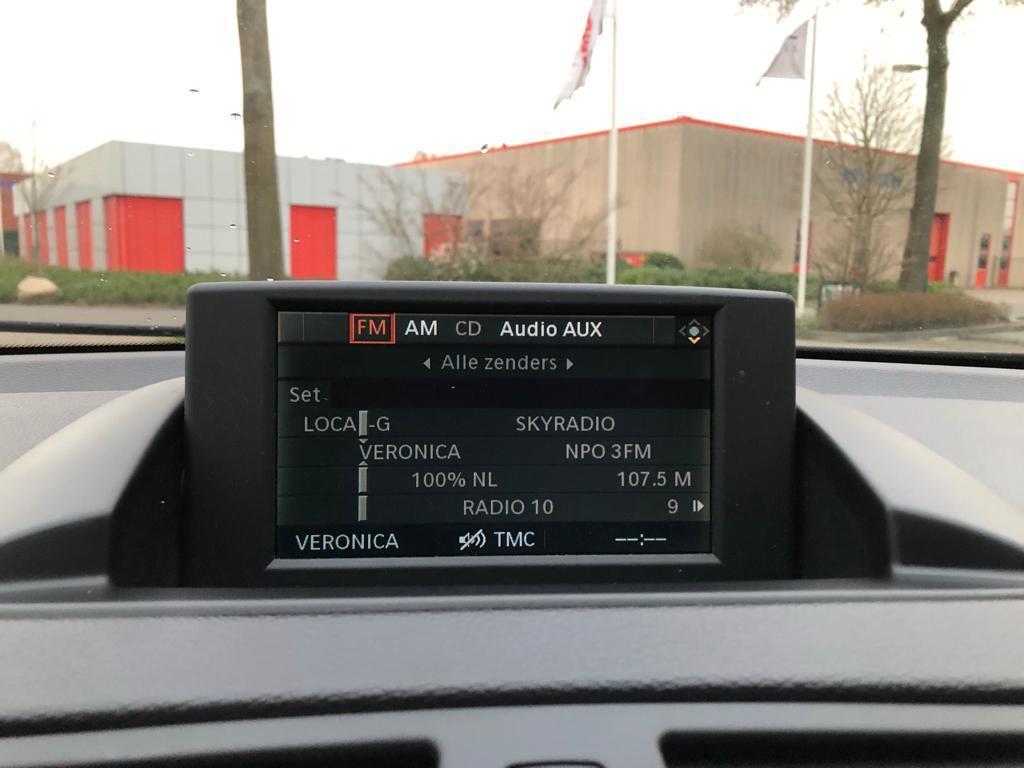 FM AM CD Audio AUX
Alle zenders
Set
LOCA -G SKYRADIO
VERONICA NPO 3FM
100% NL 107.5 M
RADIO 10 9
VERONICA TMC --:--